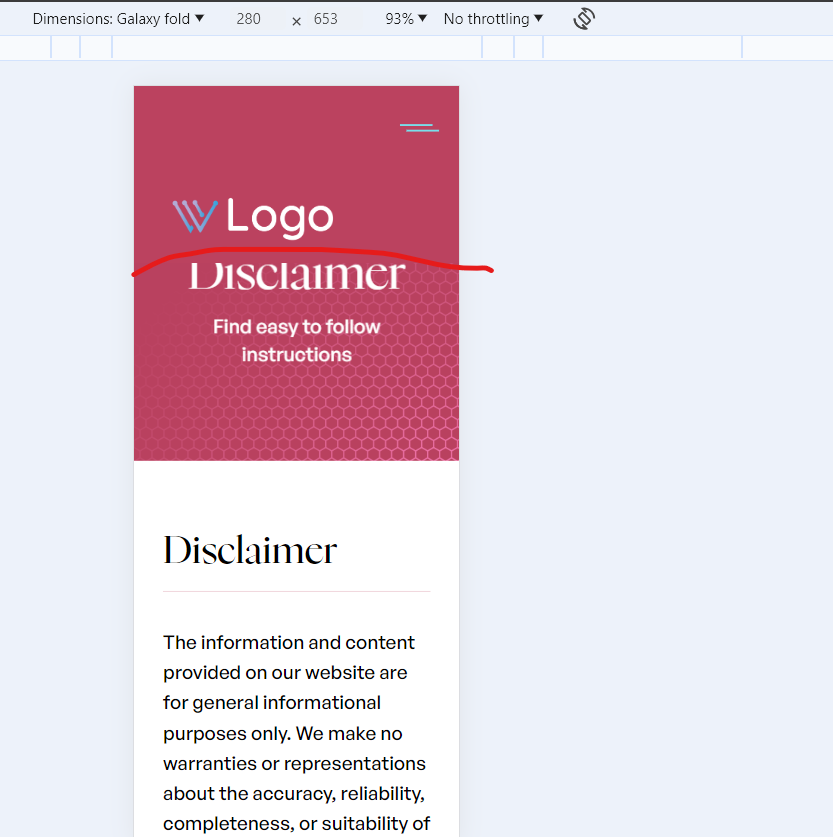 Dimensions: Galaxy fold ▼ 280 × 653 93% ▼ No throttling ▼
Logo
Disclaimer
Find easy to follow
instructions
Disclaimer
The information and content
provided on our website are
for general informational
purposes only. We make no
warranties or representations
about the accuracy, reliability,
completeness, or suitability of